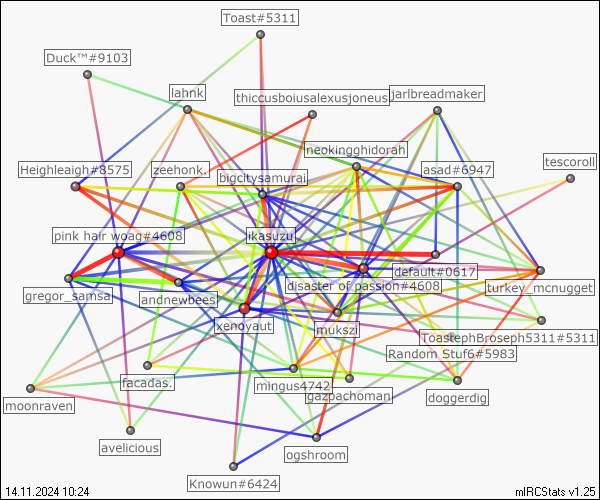 Toast#5311
Duck™#9103
lahnk
thiccusboiusalexusjoneus
jarlbreadmaker
neokingghidorah
tescoroll
Heighleaigh#8575
zeehonk.
bigcitysamurai
asad#6947
pink hair woag#4608
likasuzu
gregor_samsa
andnewbees
disaster of passion#4608
default#0617
turkey_mcnugget
xenoyaut
mukszi
ToastephBroseph5311#5311
Random Stuf6#5983
facadas.
mingus4742
gazpachoman
doggerdig
moonraven
avelicious
ogshroom
Knowun#6424
14.11.2024 10:24
mIRCStats v1.25